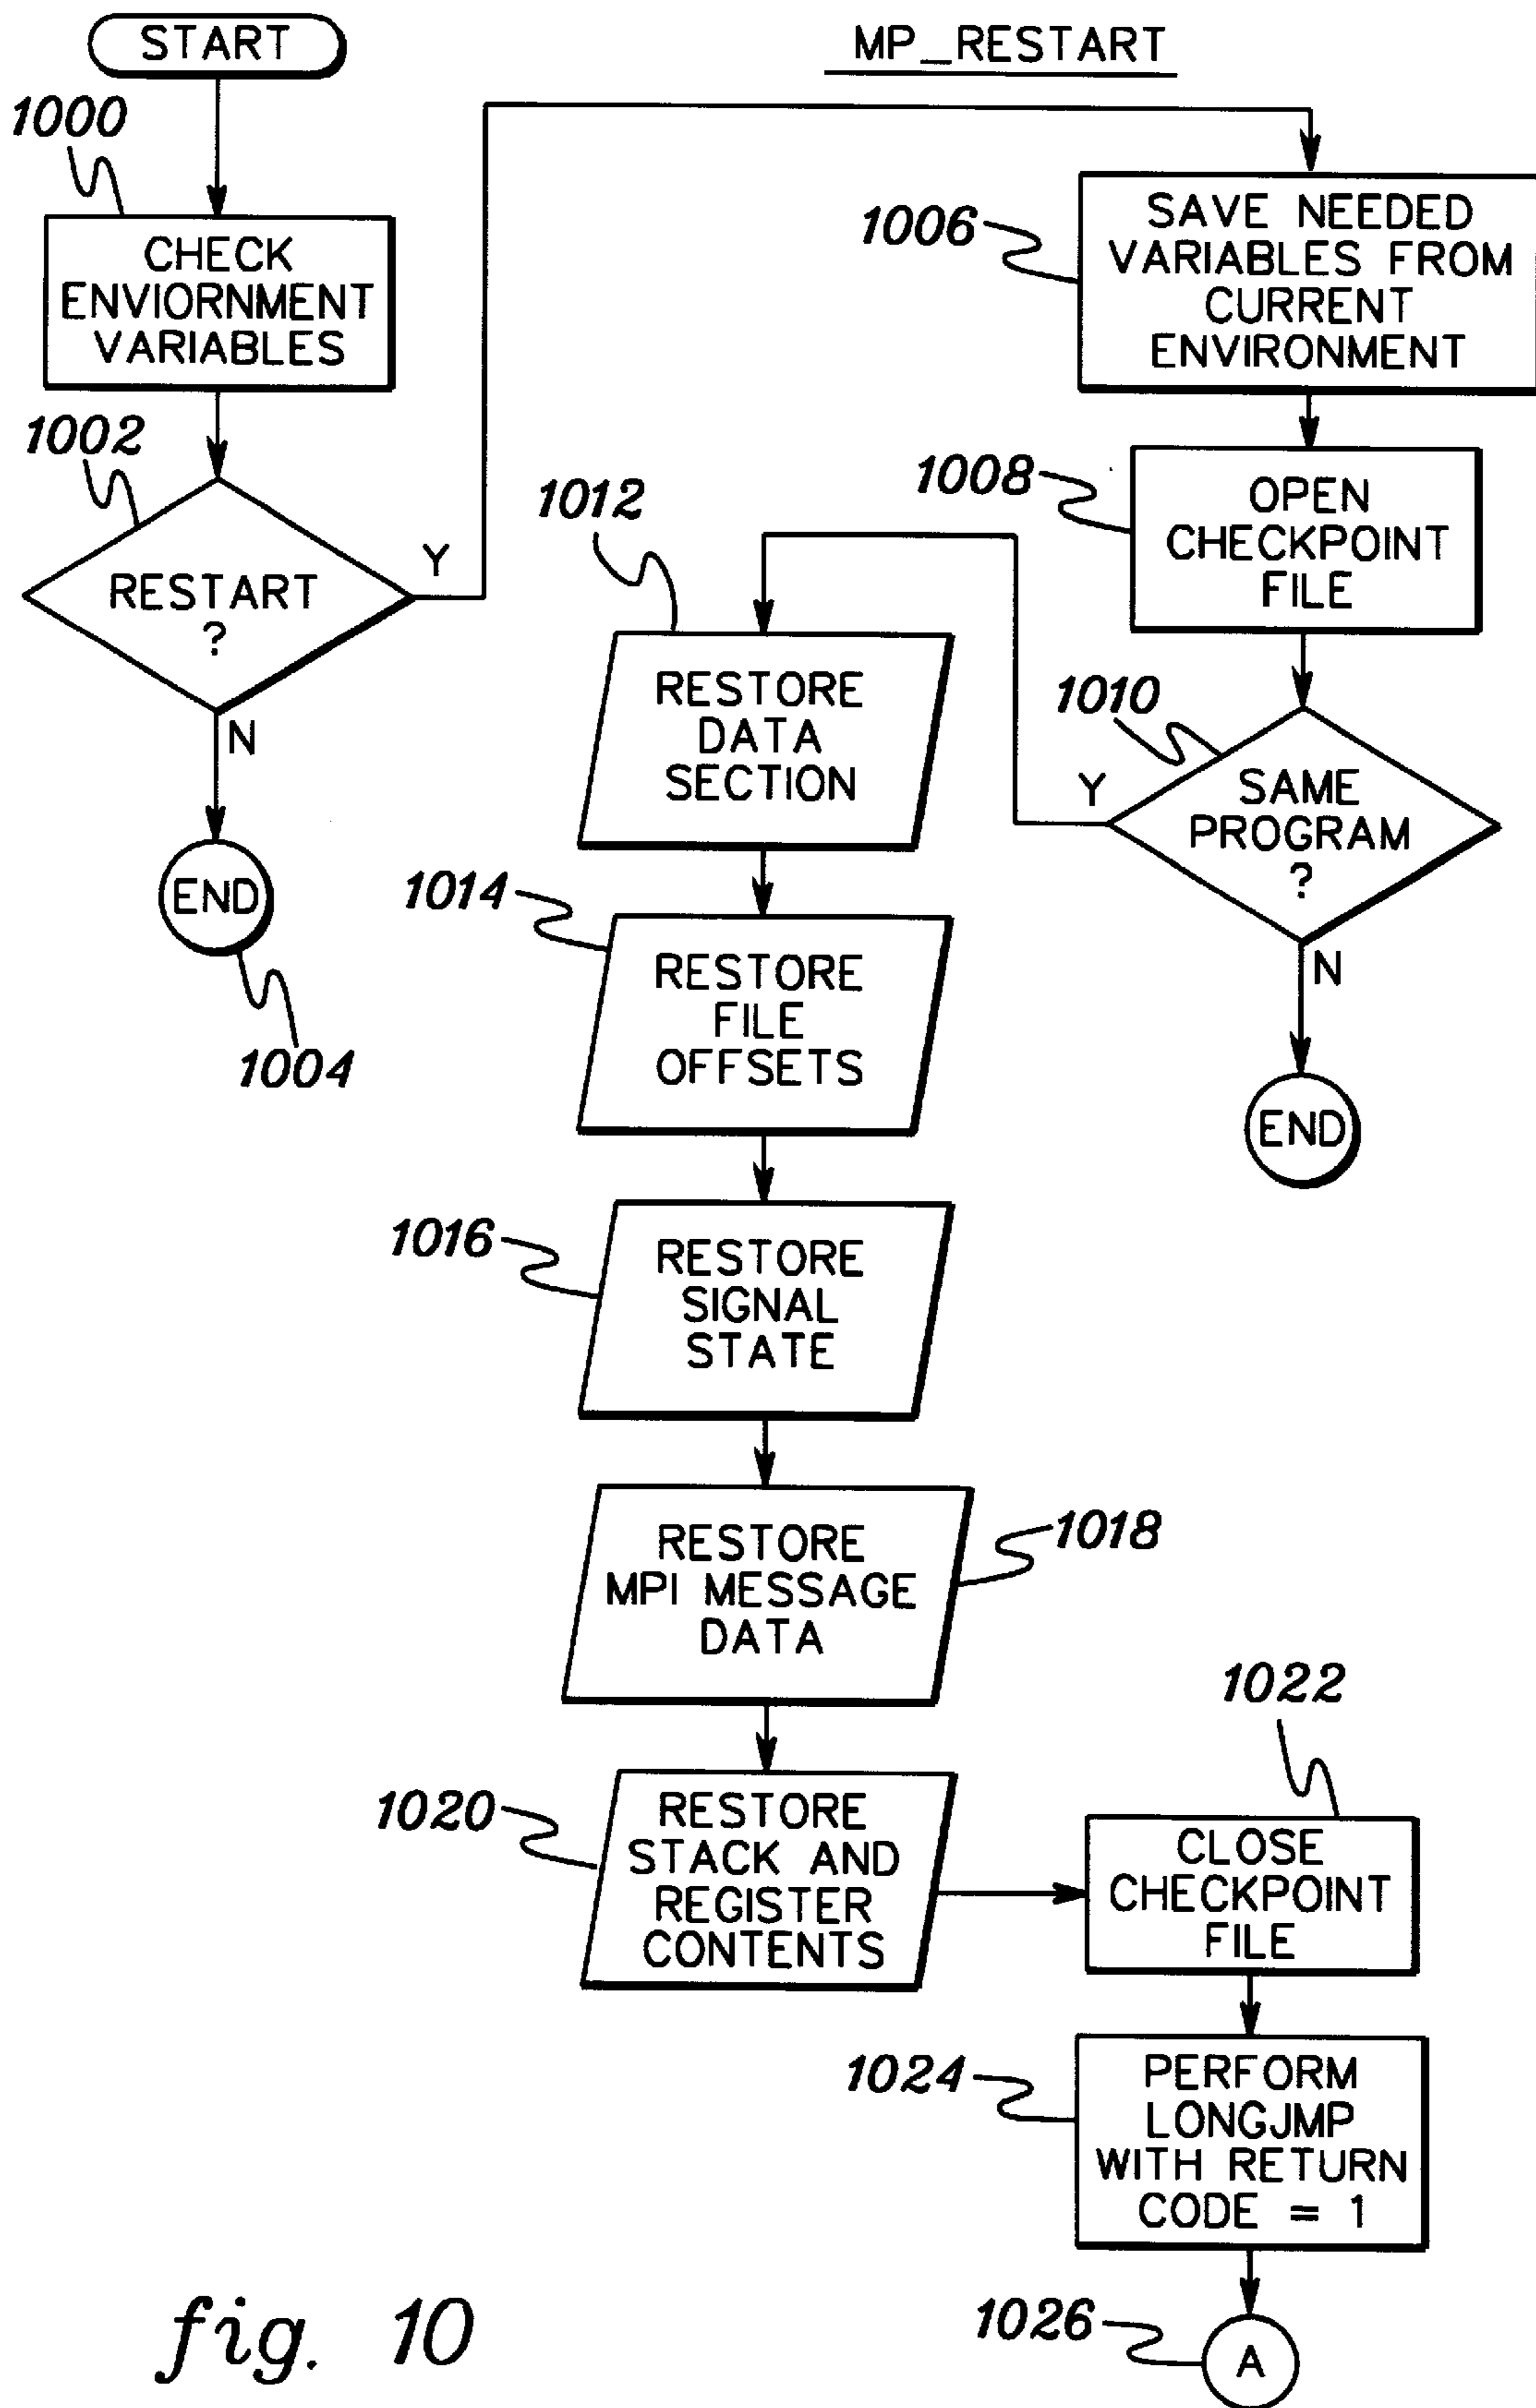 START
MP_RESTART
1000
CHECK
ENVIORNMENT
VARIABLES
1002
RESTART
?
Y
N
END
1004
1006
SAVE NEEDED
VARIABLES FROM
CURRENT
ENVIRONMENT
1008
OPEN
CHECKPOINT
FILE
1010
SAME
PROGRAM
?
Y
N
END
1012
RESTORE
DATA
SECTION
1014
RESTORE
FILE
OFFSETS
1016
RESTORE
SIGNAL
STATE
1018
RESTORE
MPI MESSAGE
DATA
1020
RESTORE
STACK AND
REGISTER
CONTENTS
1022
CLOSE
CHECKPOINT
FILE
1024
PERFORM
LONGJMP
WITH RETURN
CODE = 1
1026
A
fig. 10